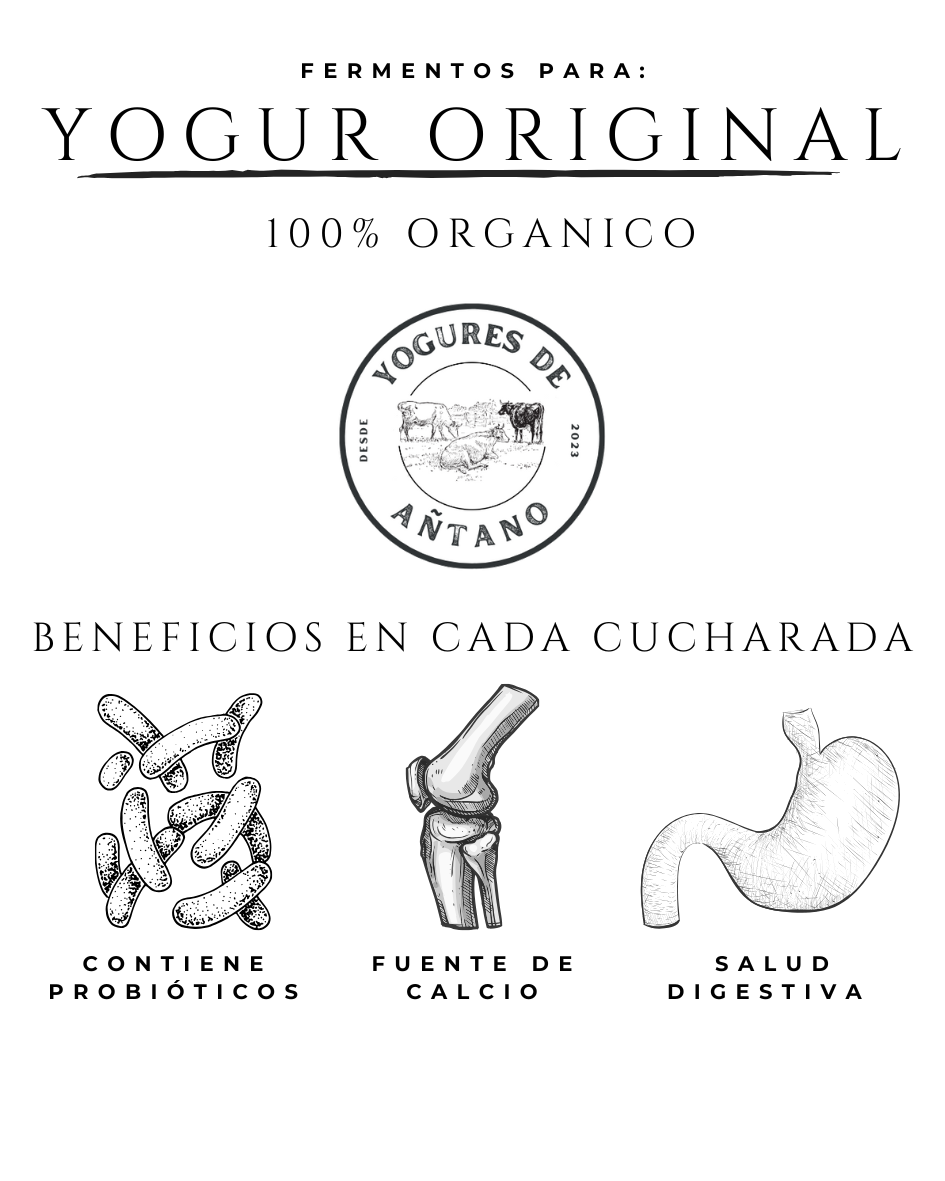 FERMENTOS PARA:
YOGUR ORIGINAL
100% ORGANICO
YOGURES DE
DESDE
2023
AÑTANO
BENEFICIOS EN CADA CUCHARADA
CONTIENE
PROBIÓTICOS
FUENTE DE
CALCIO
SALUD
DIGESTIVA